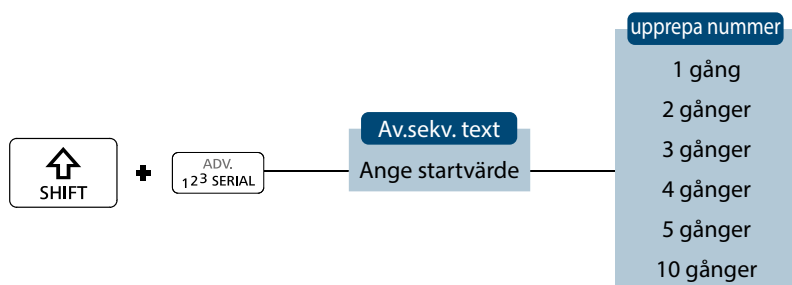 SHIFT
+
ADV.
123 SERIAL
Av.sekv. text
Ange startvärde
upprepa nummer
1 gång
2 gånger
3 gånger
4 gånger
5 gånger
10 gånger